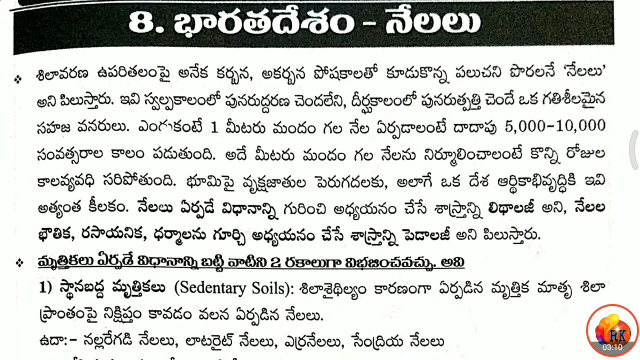 8. భారతదేశం - నేలలు
❖ శిలావరణ ఉపరితలంపై అనేక కర్బన, అకర్బన పోషకాలతో కూడుకొన్న పలుచని పొరలనే 'నేలలు'
అని పిలుస్తారు. ఇవి స్వల్పకాలంలో పునరుద్దరణ చెందలేని, దీర్ఘకాలంలో పునరుత్పత్తి చెందే ఒక గతిశీలమైన
సహజ వనరులు. ఎందుకంటే 1 మీటరు మందం గల నేల ఏర్పడాలంటే దాదాపు 5,000-10,000
సంవత్సరాల కాలం పడుతుంది. అదే మీటరు మందం గల నేలను నిర్మూలించాలంటే కొన్ని రోజుల
కాలవ్యవధి సరిపోతుంది. భూమిపై వృక్షజాతుల పెరుగదలకు, అలాగే ఒక దేశ ఆర్థికాభివృద్ధికి ఇవి
అత్యంత కీలకం. నేలలు ఏర్పడే విధానాన్ని గురించి అధ్యయనం చేసే శాస్త్రాన్ని లిథాలజీ అని, నేలల
భౌతిక, రసాయనిక, ధర్మాలను గూర్చి అధ్యయనం చేసే శాస్త్రాన్ని పెడాలజీ అని పిలుస్తారు.
❖ మృత్తికలు ఏర్పడే విధానాన్ని బట్టి వాటిని 2 రకాలుగా విభజించవచ్చు. అవి
1) స్థానబద్ద మృత్తికలు (Sedentary Soils): శిలాశైథిల్యం కారణంగా ఏర్పడిన మృత్తిక మాతృ శిలా
ప్రాంతంపై నిక్షిప్తం కావడం వలన ఏర్పడిన నేలలు.
ఉదా:- నల్లరేగడి నేలలు, లాటరైట్ నేలలు, ఎర్రనేలలు, సేంద్రియ నేలలు
RK
03:10